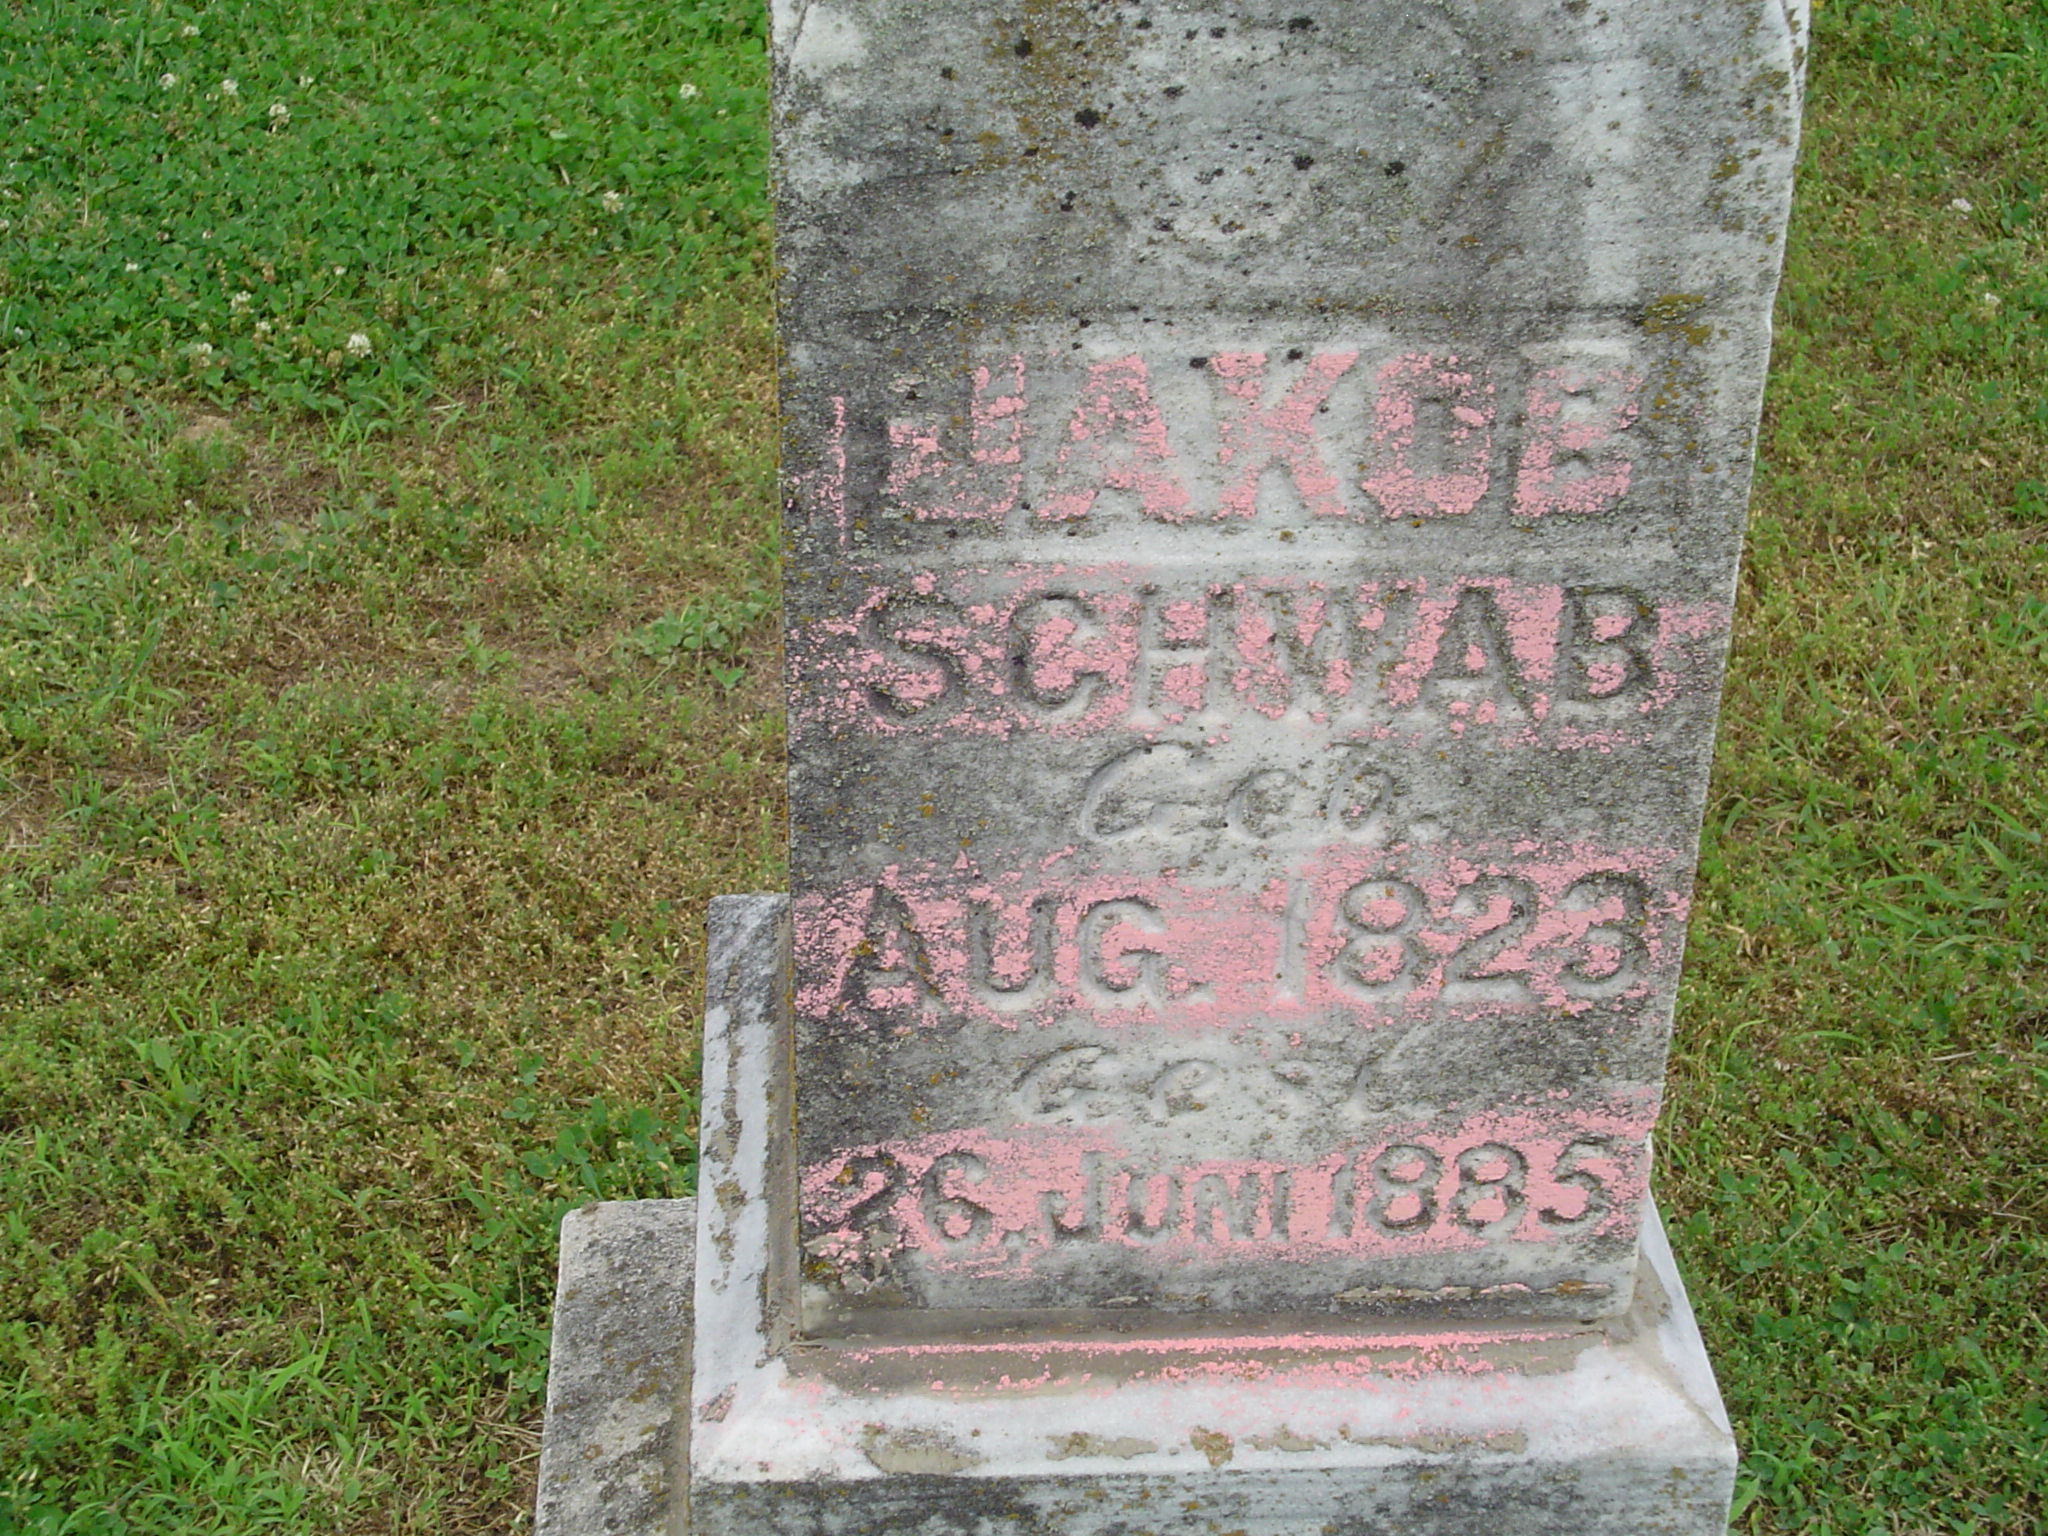 JAKOB
SCHWAB
Geb.
AUG. 1823
Gest.
26. JUNI 1885